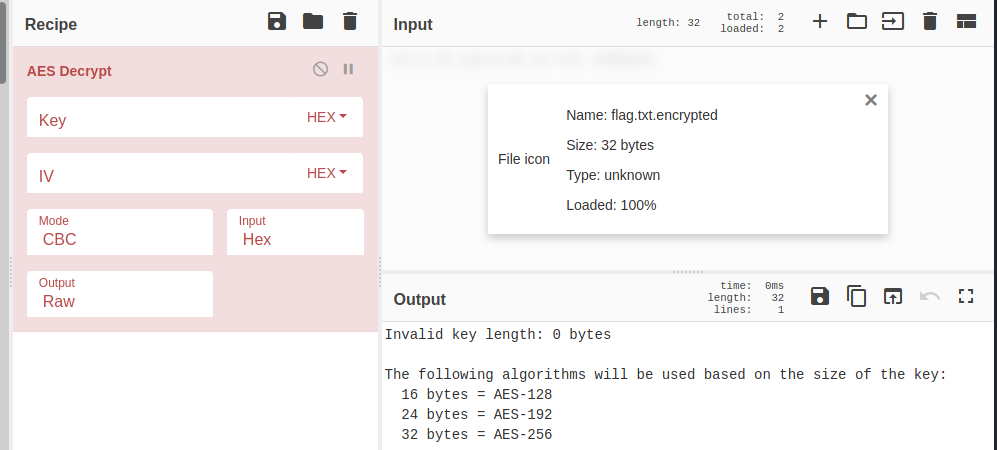 Recipe
AES Decrypt
Key
HEX
IV
HEX
Mode
CBC
Input
Hex
Output
Raw
Input
length: 32
total: 2
loaded: 2
File icon
Name: flag.txt.encrypted
Size: 32 bytes
Type: unknown
Loaded: 100%
Output
time: 0ms
length: 32
lines: 1
Invalid key length: 0 bytes
The following algorithms will be used based on the size of the key:
16 bytes = AES-128
24 bytes = AES-192
32 bytes = AES-256